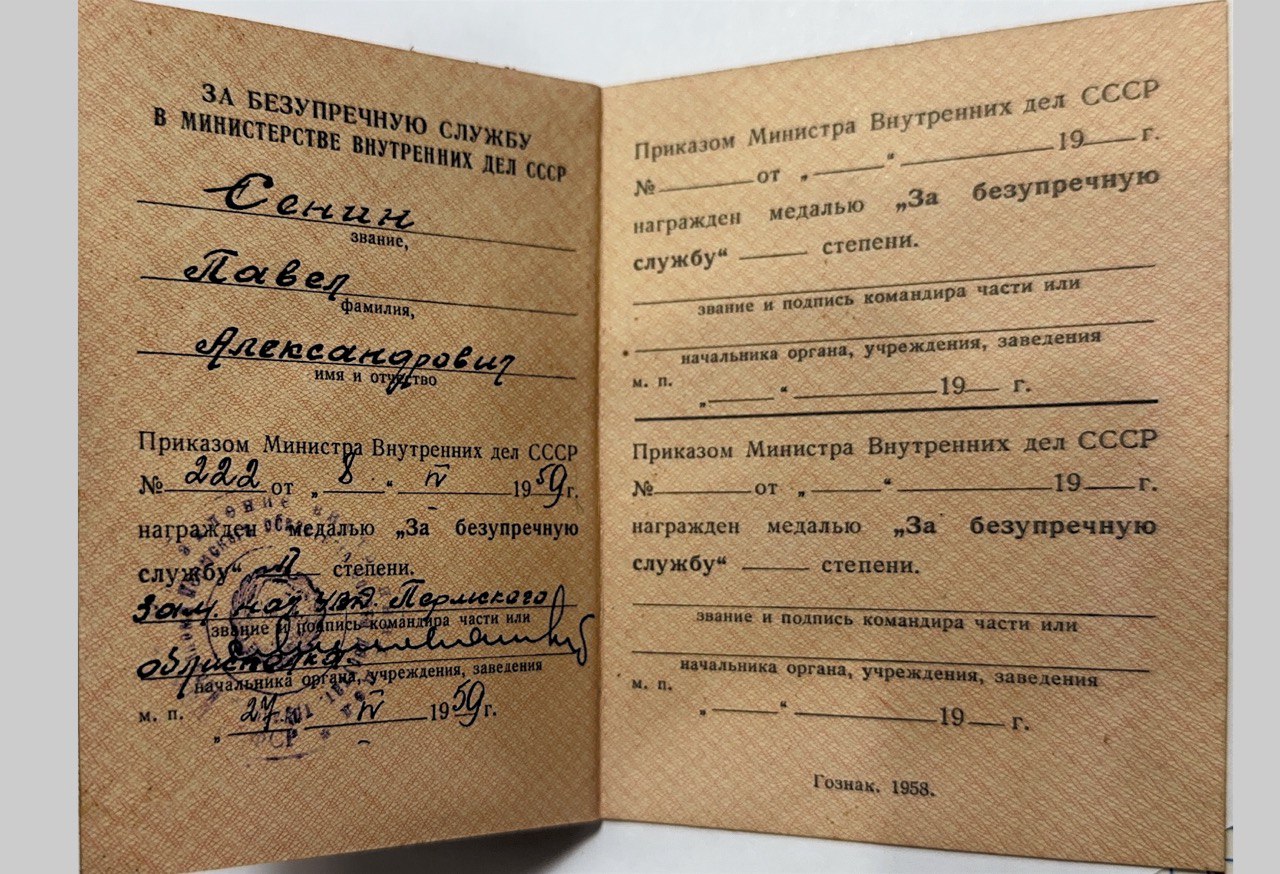 ЗА БЕЗУПРЕЧНУЮ СЛУЖБУ
В МИНИСТЕРСТВЕ ВНУТРЕННИХ ДЕЛ СССР
Сенин
звание,
Павел
фамилия,
Александрович
имя и отчество
Приказом Министра Внутренних дел СССР
№ 222 от „8“ IV 1959 г.
награжден медалью „За безупречную
службу“ степени.
Зам. нач. Пермского
звание и подпись командира части или
облисполка.
начальника органа, учреждения, заведения
м. п. „27“ IV 1959 г.
Приказом Министра Внутренних дел СССР
№ от „ “ 19 г.
награжден медалью „За безупречную
службу“ степени.
звание и подпись командира части или
начальника органа, учреждения, заведения
м. п. „ “ 19 г.
Приказом Министра Внутренних дел СССР
№ от „ “ 19 г.
награжден медалью „За безупречную
службу“ степени.
звание и подпись командира части или
начальника органа, учреждения, заведения
м. п. „ “ 19 г.
Гознак. 1958.